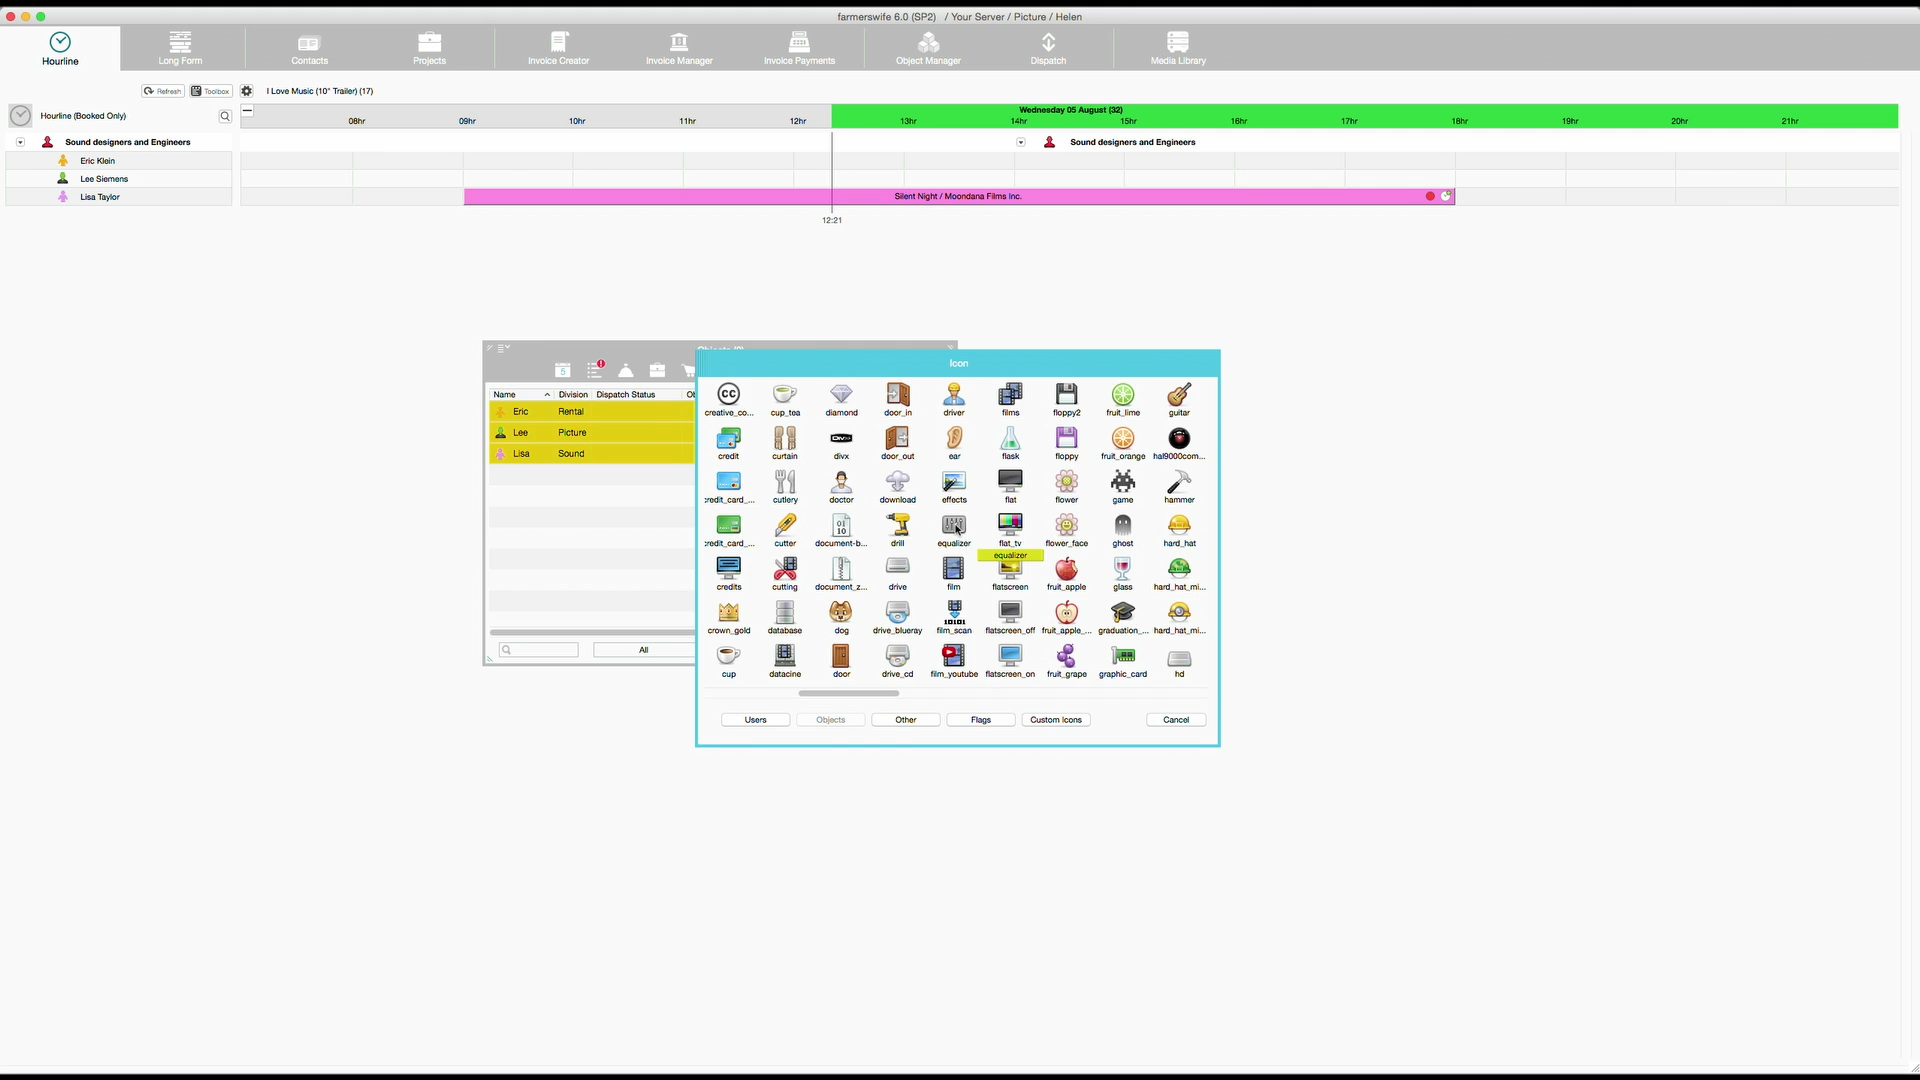 farmerswife 6.0 (SP2) / Your Server / Picture / Helen
Hourline
Long Form
Contacts
Projects
Invoice Creator
Invoice Manager
Invoice Payments
Object Manager
Dispatch
Media Library
Refresh
Toolbox
I Love Music (10" Trailer) (17)
Hourline (Booked Only)
Wednesday 05 August (32)
08hr 09hr 10hr 11hr 12hr 13hr 14hr 15hr 16hr 17hr 18hr 19hr 20hr 21hr
Sound designers and Engineers
Sound designers and Engineers
Eric Klein
Lee Siemens
Lisa Taylor
Silent Night / Moondana Films Inc.
12:21
5
Name Division Dispatch Status
Eric Rental
Lee Picture
Lisa Sound
All
Icon
creative_co... cup_tea diamond door_in driver films floppy2 fruit_lime guitar
credit curtain divx door_out ear flask floppy fruit_orange hal9000com...
credit_card_... cutlery doctor download effects flat flower game hammer
credit_card_... cutter document-b... drill equalizer flat_tv flower_face ghost hard_hat
equalizer
credits cutting document_z... drive film flatscreen fruit_apple glass hard_hat_mi...
crown_gold database dog drive_blueray film_scan flatscreen_off fruit_apple_... graduation_... hard_hat_mi...
cup datacine door drive_cd film_youtube flatscreen_on fruit_grape graphic_card hd
Users
Objects
Other
Flags
Custom Icons
Cancel